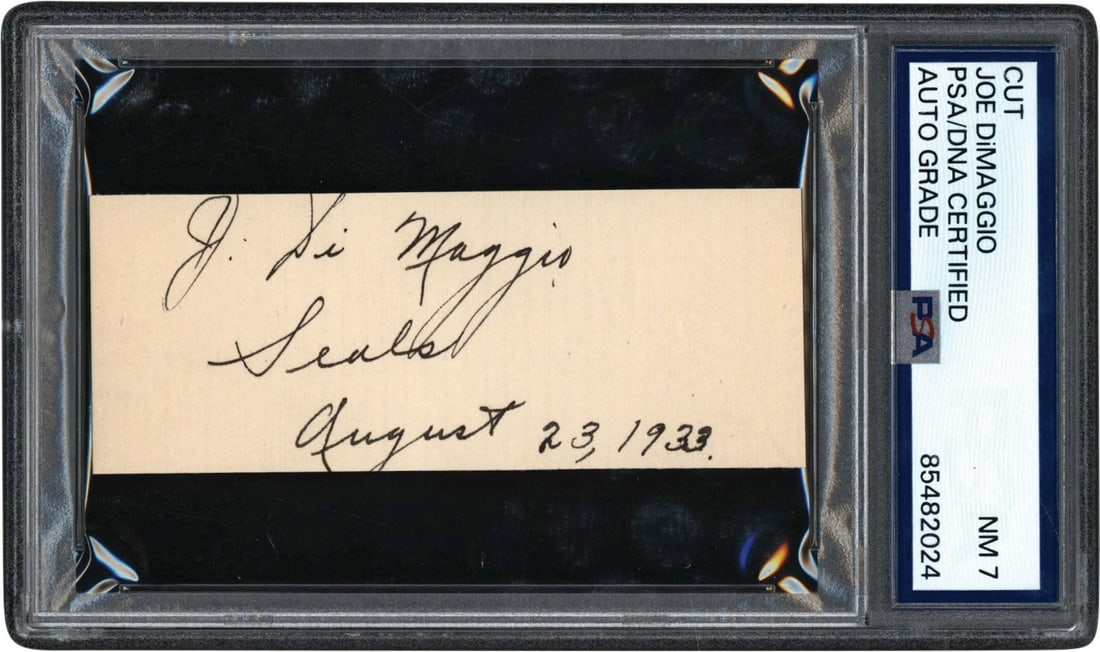 J. Di Maggio
Seals
August 23, 1933.
CUT
JOE DiMAGGIO
PSA/DNA CERTIFIED
AUTO GRADE NM 7
PSA
85482024